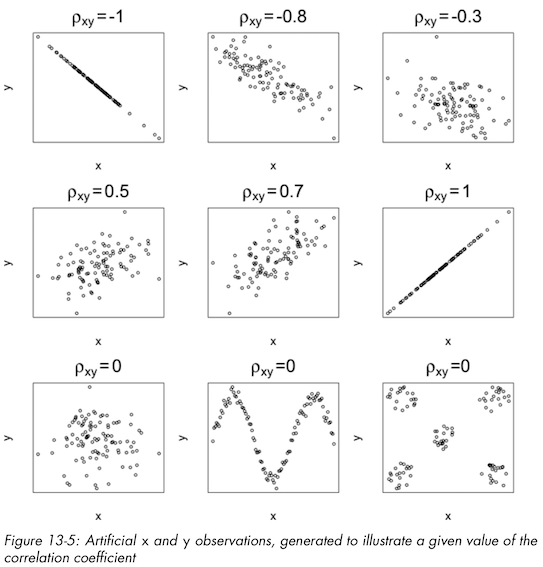 ρxy=-1
ρxy=-0.8
ρxy=-0.3
y
y
y
x
x
x
ρxy=0.5
ρxy=0.7
ρxy=1
y
y
y
x
x
x
ρxy=0
ρxy=0
ρxy=0
y
y
y
x
x
x
Figure 13-5: Artificial x and y observations, generated to illustrate a given value of the
correlation coefficient